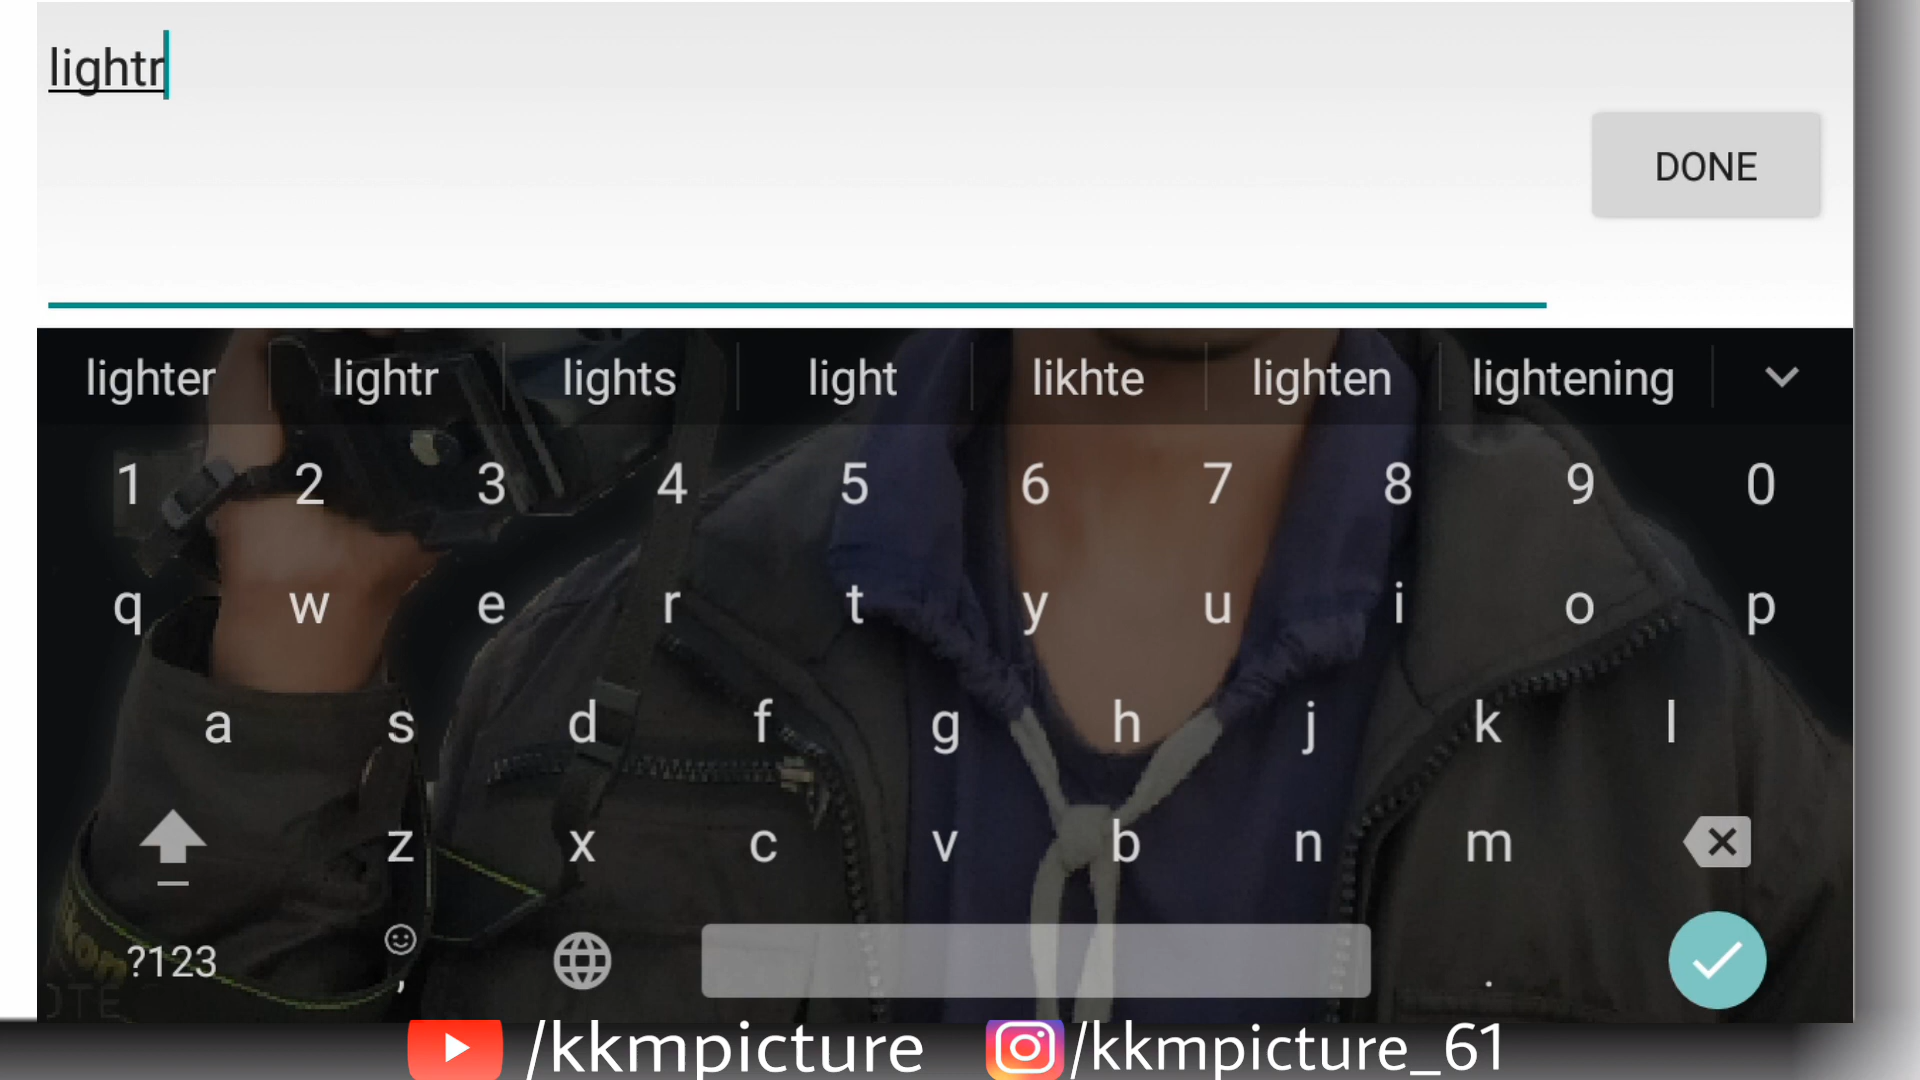 lightr
DONE
lighter lightr lights light likhte lighten lightening
1 2 3 4 5 6 7 8 9 0
q w e r t y u i o p
a s d f g h j k l
z x c v b n m
?123 , .
/kkmpicture /kkmpicture_61